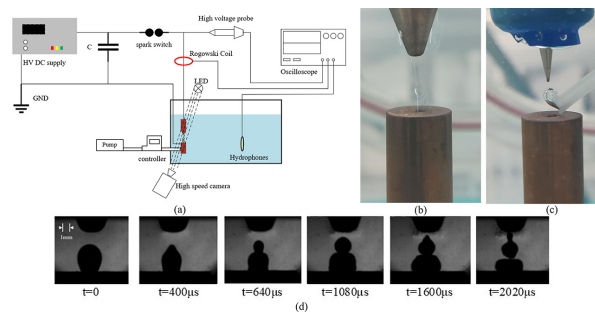 High voltage probe
C
spark switch
Rogowski Coil
HV DC supply
Oscilloscope
LED
GND
Pump
controller
Hydrophones
High speed camera
(a)
(b)
(c)
1mm
t=0
t=400μs
t=640μs
t=1080μs
t=1600μs
t=2020μs
(d)